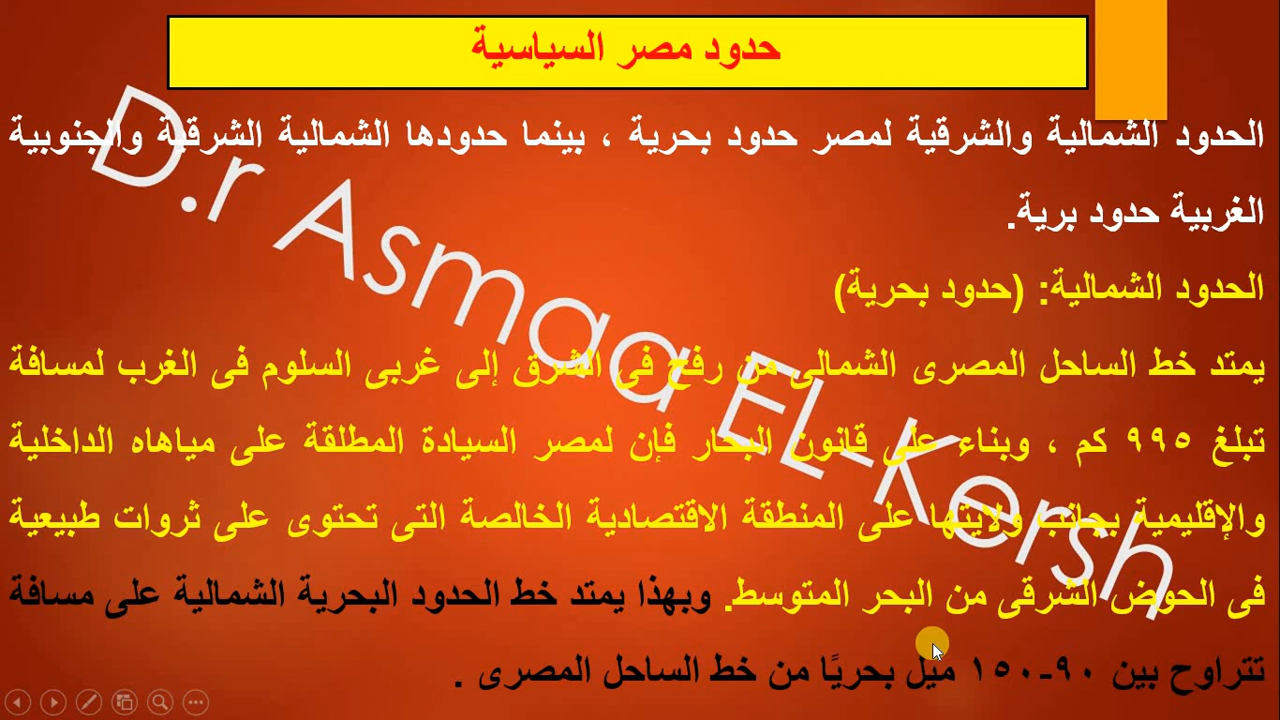 حدود مصر السياسية
الحدود الشمالية والشرقية لمصر حدود بحرية ، بينما حدودها الشمالية الشرقية والجنوبية
الغربية حدود برية.
الحدود الشمالية: (حدود بحرية)
يمتد خط الساحل المصرى الشمالى من رفح فى الشرق إلى غربى السلوم فى الغرب لمسافة
تبلغ ٩٩٥ كم ، وبناء على قانون البحار فإن لمصر السيادة المطلقة على مياهاه الداخلية
والإقليمية بجانب ولايتها على المنطقة الاقتصادية الخالصة التى تحتوى على ثروات طبيعية
فى الحوض الشرقى من البحر المتوسط. وبهذا يمتد خط الحدود البحرية الشمالية على مسافة
تتراوح بين ٩٠-١٥٠ ميل بحريًا من خط الساحل المصرى .
D.r Asmaa EL-Kersh